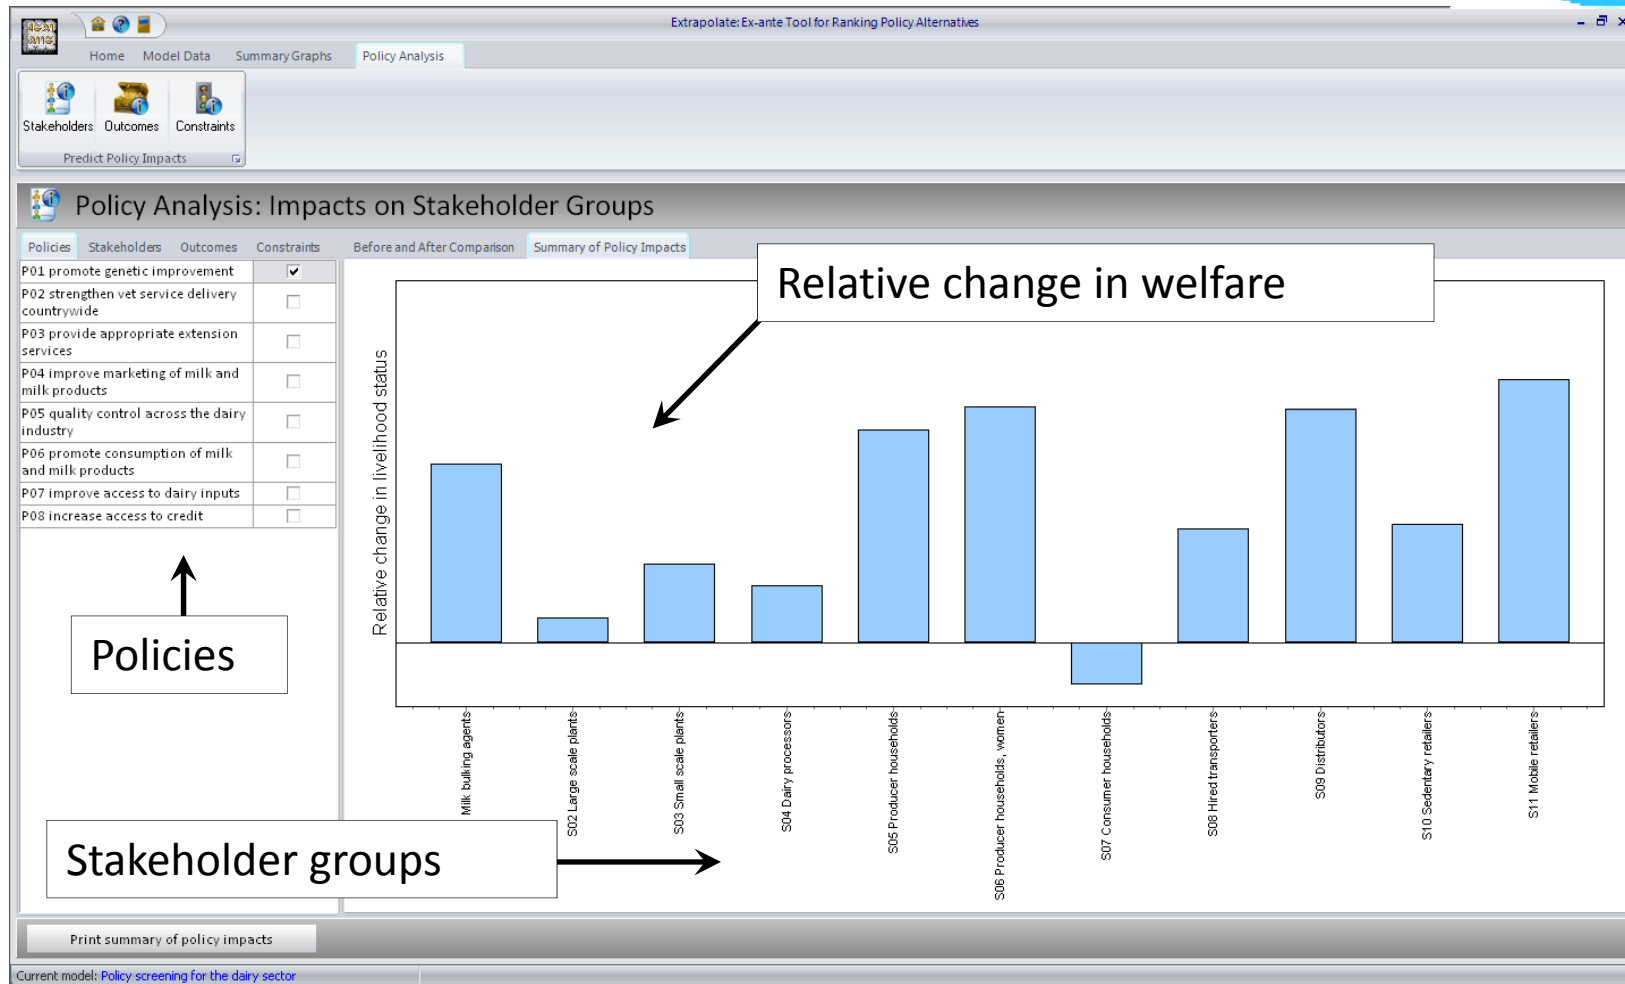 Extrapolate: Ex-ante Tool for Ranking Policy Alternatives
Home Model Data Summary Graphs Policy Analysis
Stakeholders Outcomes Constraints
Predict Policy Impacts
Policy Analysis: Impacts on Stakeholder Groups
Policies Stakeholders Outcomes Constraints
Before and After Comparison Summary of Policy Impacts
P01 promote genetic improvement
P02 strengthen vet service delivery
countrywide
P03 provide appropriate extension
services
P04 improve marketing of milk and
milk products
P05 quality control across the dairy
industry
P06 promote consumption of milk
and milk products
P07 improve access to dairy inputs
P08 increase access to credit
Policies
Relative change in welfare
Relative change in livelihood status
Milk bulking agents
S02 Large scale plants
S03 Small scale plants
S04 Dairy processors
S05 Producer households
S06 Producer households, women
S07 Consumer households
S08 Hired transporters
S09 Distributors
S10 Sedentary retailers
S11 Mobile retailers
Stakeholder groups
Print summary of policy impacts
Current model: Policy screening for the dairy sector